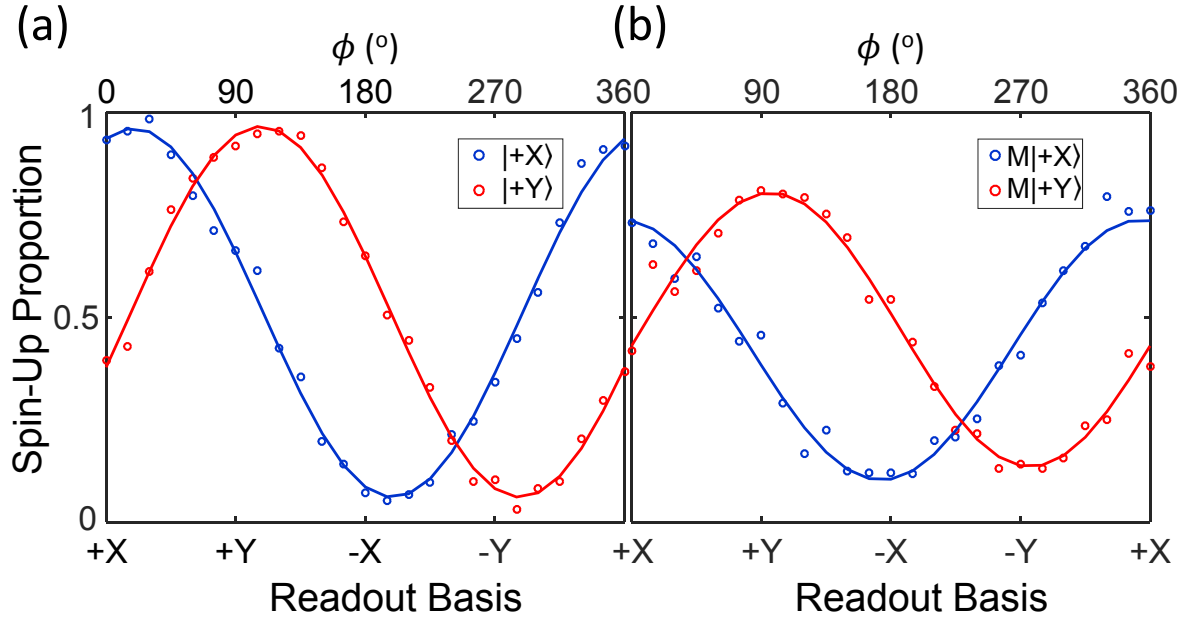 (a)
ϕ (º)
0 90 180 270 360
1
0.5
0
Spin-Up Proportion
|+X⟩
|+Y⟩
+X +Y -X -Y
Readout Basis
(b)
ϕ (º)
90 180 270 360
M|+X⟩
M|+Y⟩
+X +Y -X -Y +X
Readout Basis